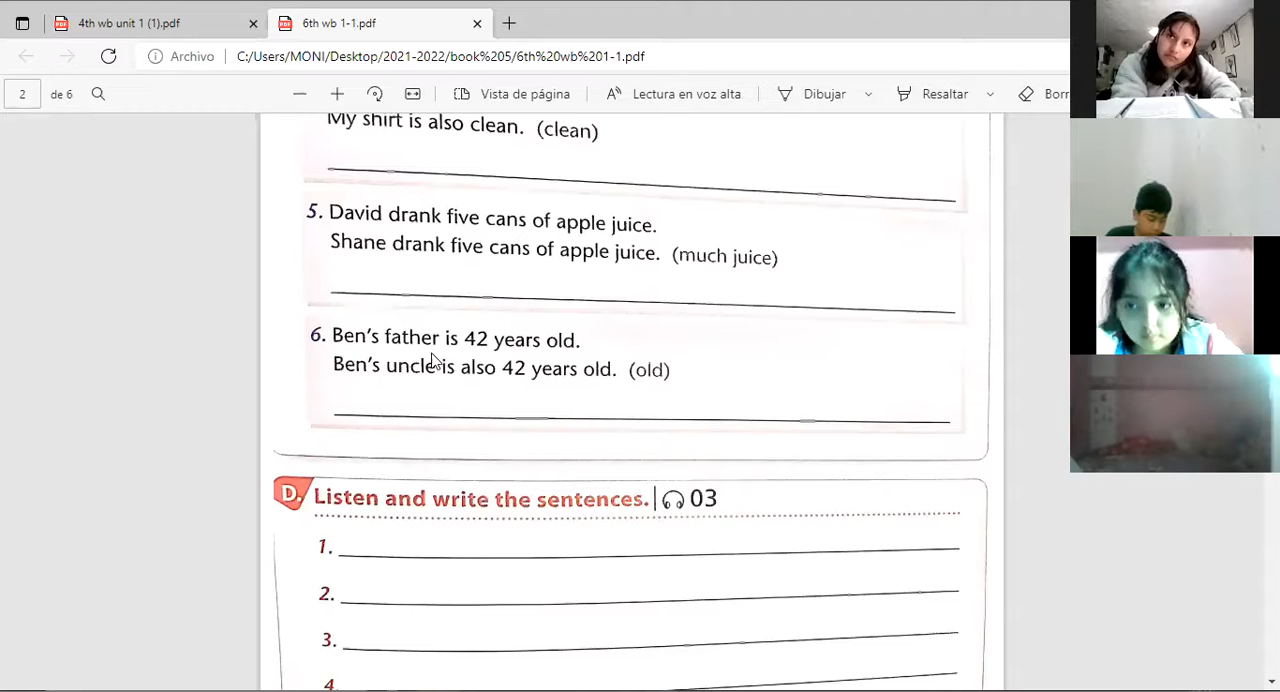 4th wb unit 1 (1).pdf
6th wb 1-1.pdf
Archivo
C:/Users/MONI/Desktop/2021-2022/book%205/6th%20wb%201-1.pdf
2 de 6
Vista de página
Lectura en voz alta
Dibujar
Resaltar
Borr
My shirt is also clean. (clean)
5. David drank five cans of apple juice.
Shane drank five cans of apple juice. (much juice)
6. Ben's father is 42 years old.
Ben's uncle is also 42 years old. (old)
D. Listen and write the sentences. 03
1.
2.
3.
4.